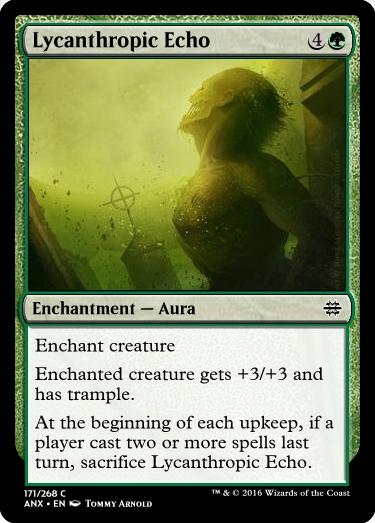 Lycanthropic Echo 4
Enchantment — Aura
Enchant creature
Enchanted creature gets +3/+3 and
has trample.
At the beginning of each upkeep, if a
player cast two or more spells last
turn, sacrifice Lycanthropic Echo.
171/268 C
ANX • EN Tommy Arnold
™ & © 2016 Wizards of the Coast